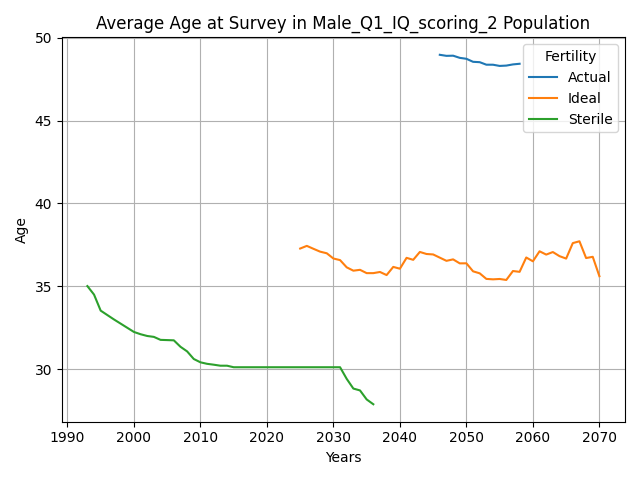 Average Age at Survey in Male_Q1_IQ_scoring_2 Population
50
45
40
35
30
Age
Fertility
Actual
Ideal
Sterile
1990 2000 2010 2020 2030 2040 2050 2060 2070
Years